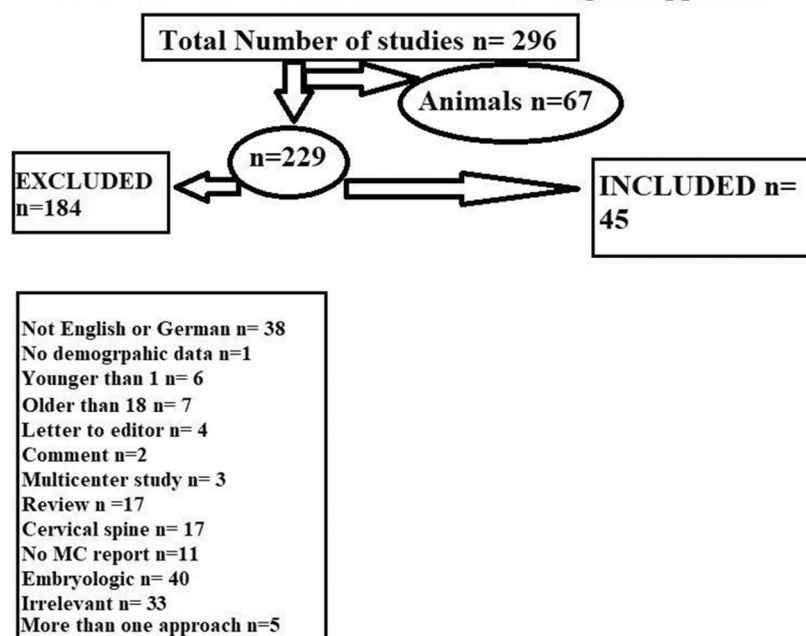 Total Number of studies n= 296
Animals n=67
n=229
EXCLUDED
n=184
INCLUDED n=
45
Not English or German n= 38
No demogrpahic data n=1
Younger than 1 n= 6
Older than 18 n= 7
Letter to editor n= 4
Comment n=2
Multicenter study n= 3
Review n =17
Cervical spine n= 17
No MC report n=11
Embryologic n= 40
Irrelevant n= 33
More than one approach n=5